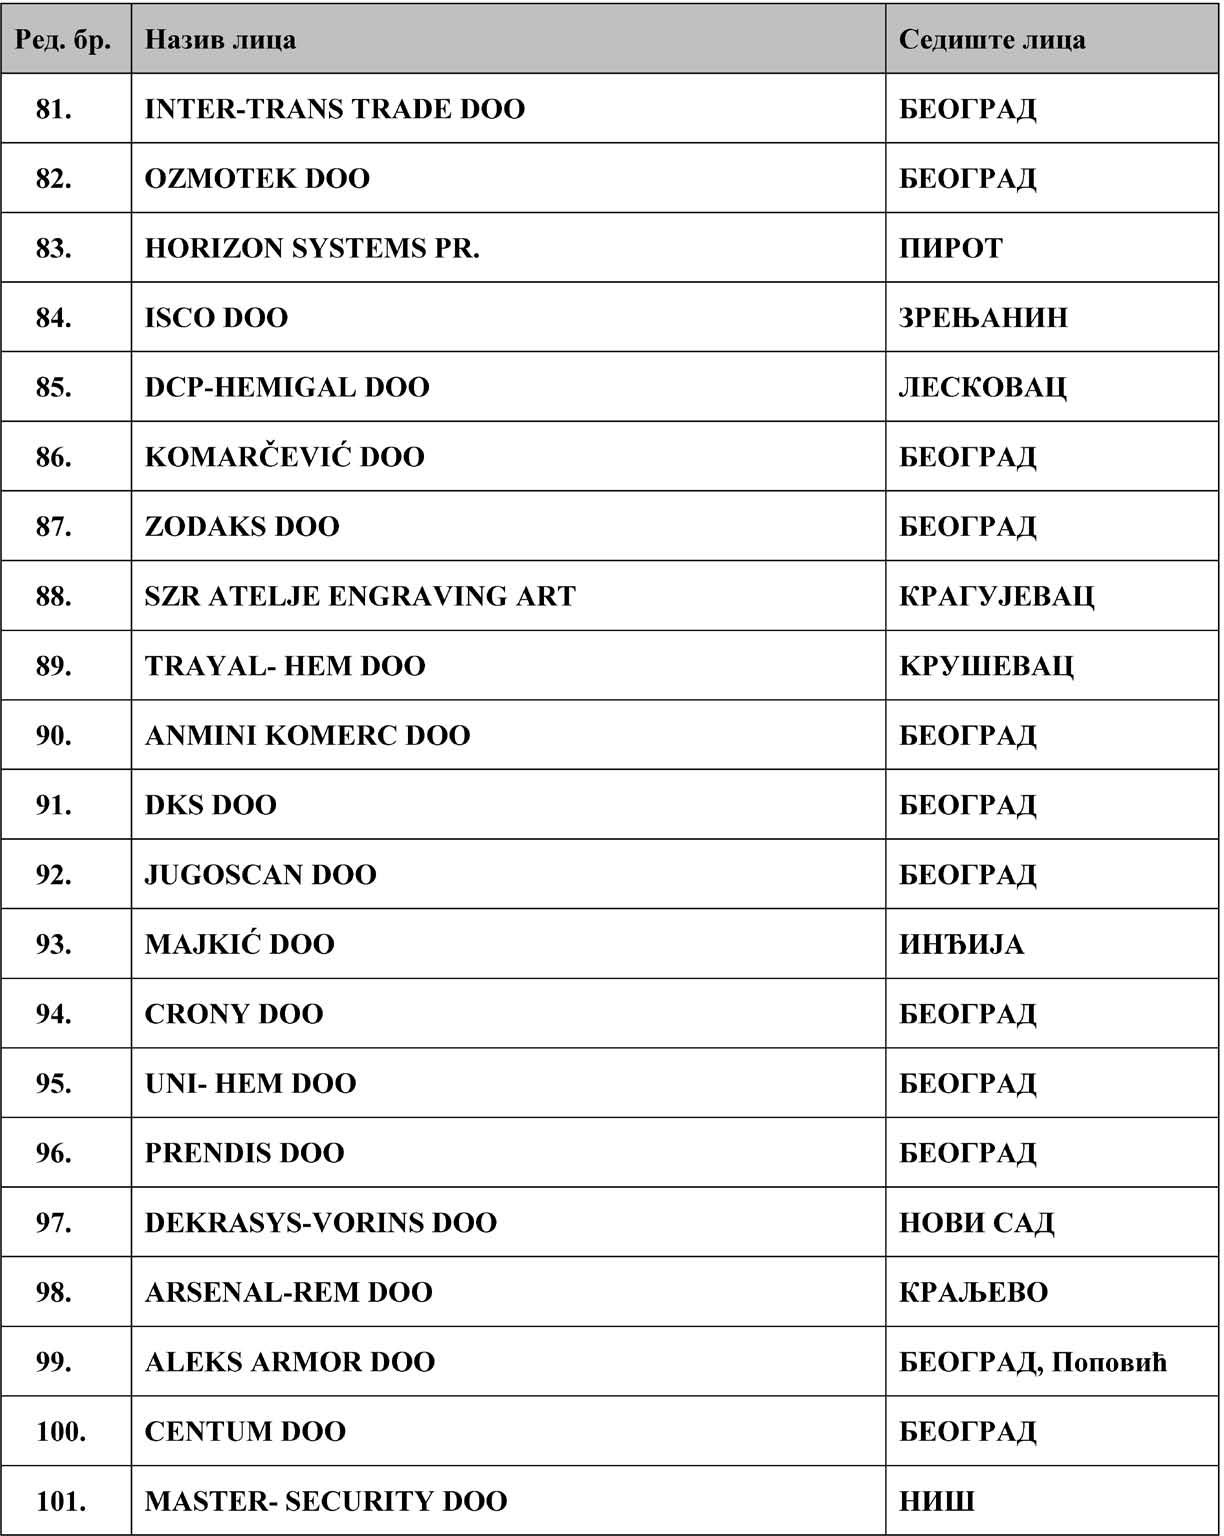 Ред. бр. Назив лица Седиште лица
81. INTER-TRANS TRADE DOO БЕОГРАД
82. OZMOTEK DOO БЕОГРАД
83. HORIZON SYSTEMS PR. ПИРОТ
84. ISCO DOO ЗРЕЊАНИН
85. DCP-HEMIGAL DOO ЛЕСКОВАЦ
86. KOMARČEVIĆ DOO БЕОГРАД
87. ZODAKS DOO БЕОГРАД
88. SZR ATELJE ENGRAVING ART КРАГУЈЕВАЦ
89. TRAYAL- HEM DOO КРУШЕВАЦ
90. ANMINI KOMERC DOO БЕОГРАД
91. DKS DOO БЕОГРАД
92. JUGOSCAN DOO БЕОГРАД
93. MAJKIĆ DOO ИНЂИЈА
94. CRONY DOO БЕОГРАД
95. UNI- HEM DOO БЕОГРАД
96. PRENDIS DOO БЕОГРАД
97. DEKRASYS-VORINS DOO НОВИ САД
98. ARSENAL-REM DOO КРАЉЕВО
99. ALEKS ARMOR DOO БЕОГРАД, Поповић
100. CENTUM DOO БЕОГРАД
101. MASTER- SECURITY DOO НИШ